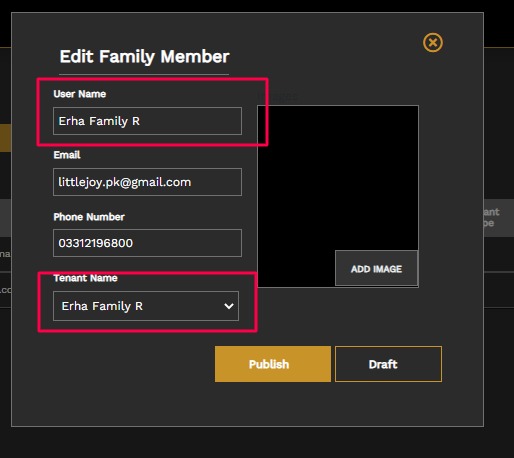 Edit Family Member
User Name
Erha Family R
Email
littlejoy.pk@gmail.com
Phone Number
03312196800
ADD IMAGE
Tenant Name
Erha Family R
Publish
Draft